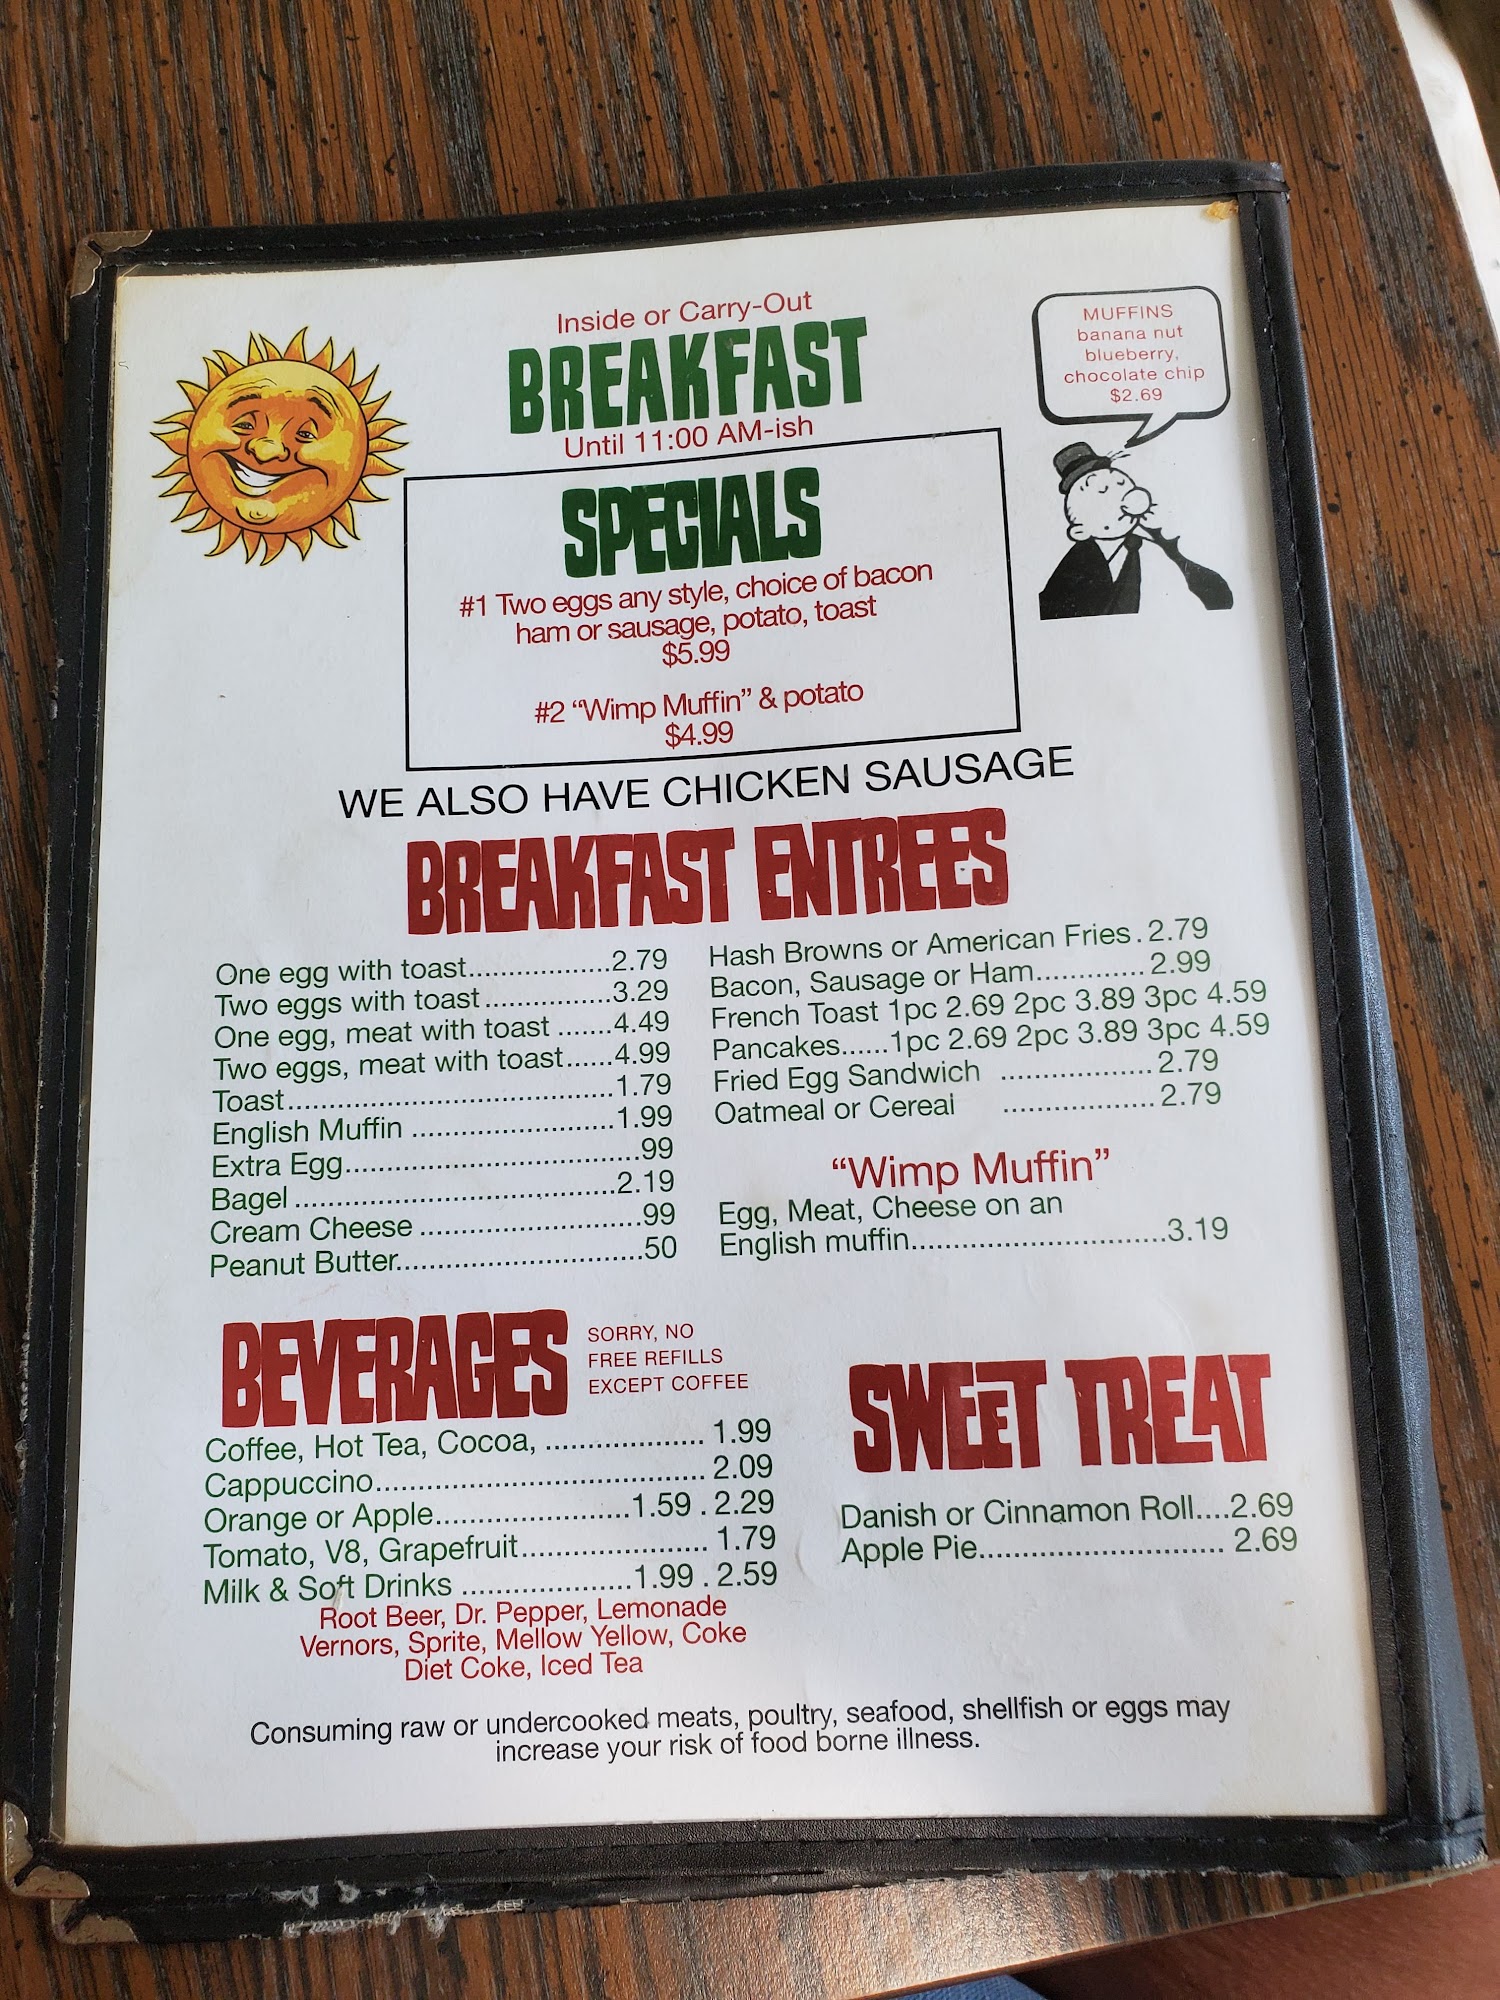 Inside or Carry-Out
BREAKFAST
Until 11:00 AM-ish
MUFFINS
banana nut
blueberry,
chocolate chip
$2.69
SPECIALS
#1 Two eggs any style, choice of bacon
ham or sausage, potato, toast
$5.99
#2 “Wimp Muffin” & potato
$4.99
WE ALSO HAVE CHICKEN SAUSAGE
BREAKFAST ENTREES
One egg with toast.................2.79
Two eggs with toast...............3.29
One egg, meat with toast .......4.49
Two eggs, meat with toast......4.99
Toast........................................1.79
English Muffin .........................1.99
Extra Egg....................................99
Bagel .......................................2.19
Cream Cheese ...........................99
Peanut Butter..............................50
Hash Browns or American Fries.2.79
Bacon, Sausage or Ham.............2.99
French Toast 1pc 2.69 2pc 3.89 3pc 4.59
Pancakes......1pc 2.69 2pc 3.89 3pc 4.59
Fried Egg Sandwich ...................2.79
Oatmeal or Cereal ...................2.79
“Wimp Muffin”
Egg, Meat, Cheese on an
English muffin...............................3.19
BEVERAGES
SORRY, NO
FREE REFILLS
EXCEPT COFFEE
Coffee, Hot Tea, Cocoa, .................... 1.99
Cappuccino......................................... 2.09
Orange or Apple........................1.59 . 2.29
Tomato, V8, Grapefruit....................... 1.79
Milk & Soft Drinks .....................1.99 . 2.59
Root Beer, Dr. Pepper, Lemonade
Vernors, Sprite, Mellow Yellow, Coke
Diet Coke, Iced Tea
SWEET TREAT
Danish or Cinnamon Roll....2.69
Apple Pie.............................. 2.69
Consuming raw or undercooked meats, poultry, seafood, shellfish or eggs may
increase your risk of food borne illness.